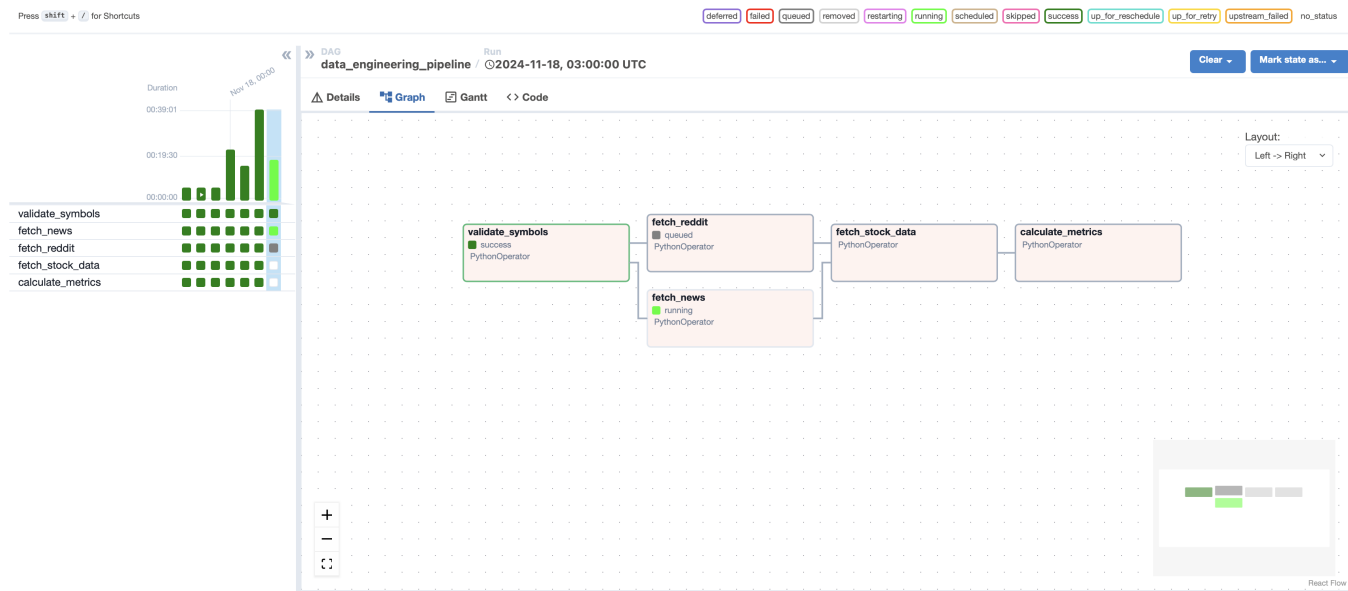 Press shift + / for Shortcuts
deferred failed queued removed restarting running scheduled skipped success up_for_reschedule up_for_retry upstream_failed no_status
DAG
data_engineering_pipeline
/
Run
2024-11-18, 03:00:00 UTC
Clear
Mark state as...
Details
Graph
Gantt
Code
Duration
Nov 18, 00:00
00:39:01
00:19:30
00:00:00
validate_symbols
fetch_news
fetch_reddit
fetch_stock_data
calculate_metrics
Layout:
Left -> Right
validate_symbols
success
PythonOperator
fetch_reddit
queued
PythonOperator
fetch_news
running
PythonOperator
fetch_stock_data
PythonOperator
calculate_metrics
PythonOperator
React Flow